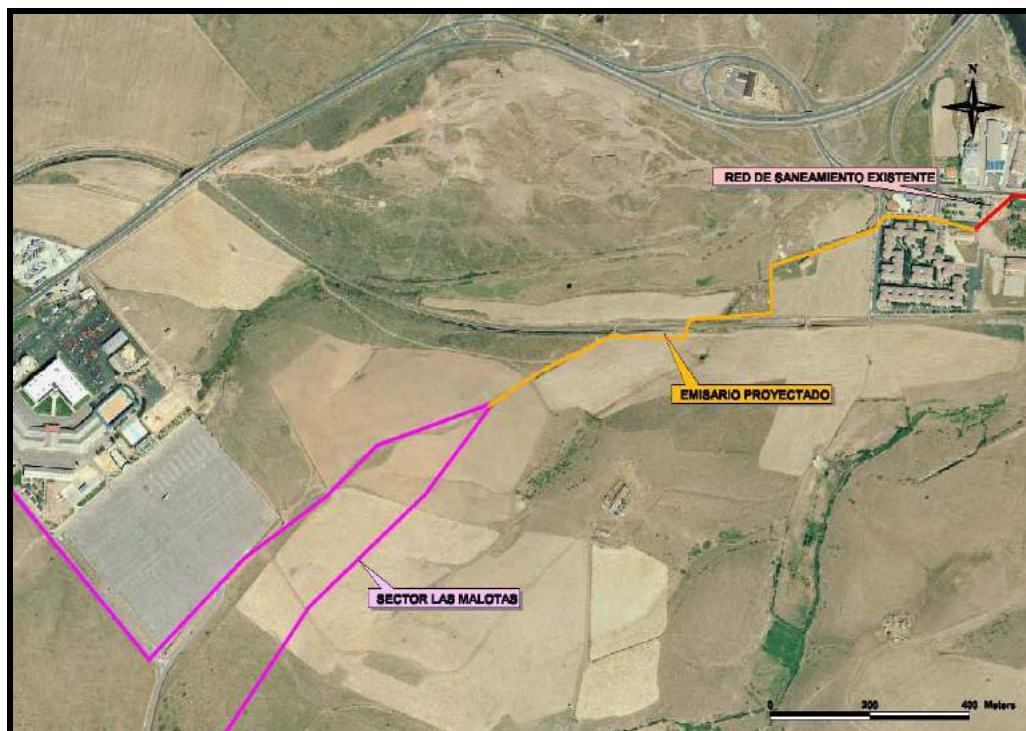 N
RED DE SANEAMIENTO EXISTENTE
EMISARIO PROYECTADO
SECTOR LAS MALOTAS
0 200 400 Meters